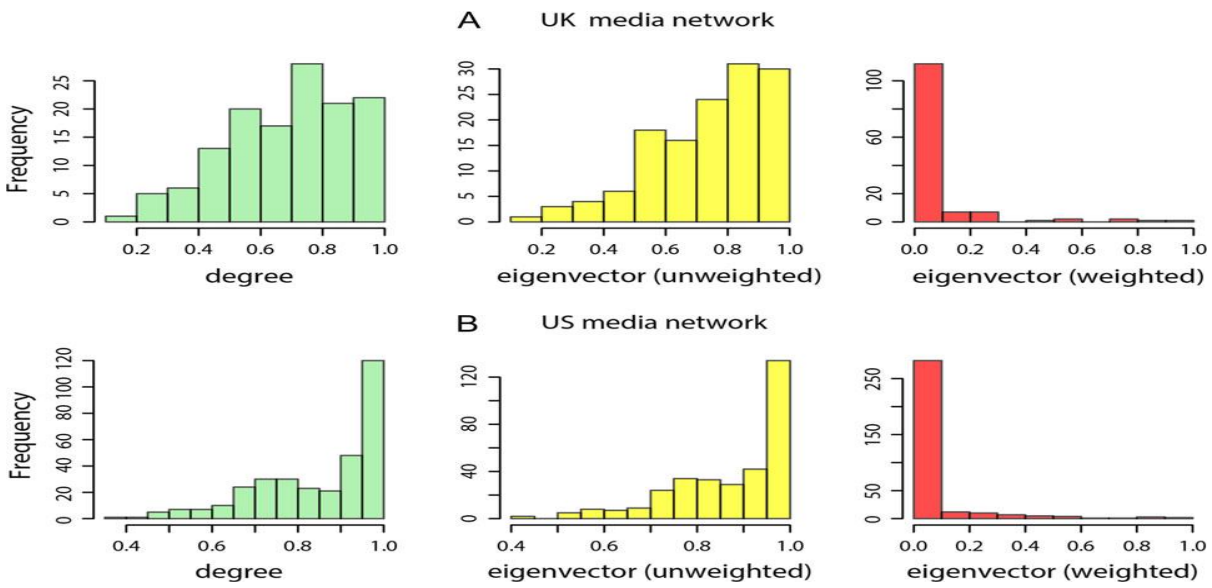 A UK media network
Frequency
0 5 10 15 20 25
0.2 0.4 0.6 0.8 1.0
degree
0 5 10 15 20 30
0.2 0.4 0.6 0.8 1.0
eigenvector (unweighted)
0 20 60 100
0.0 0.2 0.4 0.6 0.8 1.0
eigenvector (weighted)
B US media network
Frequency
0 20 40 60 80 100 120
0.4 0.6 0.8 1.0
degree
0 40 80 120
0.4 0.6 0.8 1.0
eigenvector (unweighted)
0 50 150 250
0.0 0.2 0.4 0.6 0.8 1.0
eigenvector (weighted)